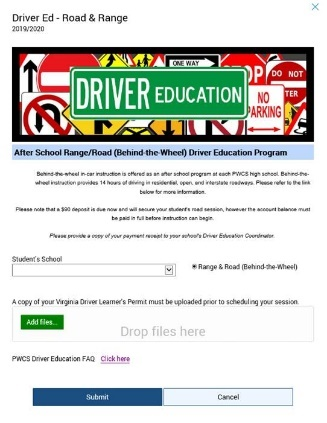 Driver Ed - Road & Range
2019/2020
ONE WAY
OP
DO NOT
TER
DRIVER EDUCATION
NO
PARKING
After School Range/Road (Behind-the-Wheel) Driver Education Program
Behind-the-wheel in-car instruction is offered as an after school program at each PWCS high school. Behind-the-
wheel instruction provides 14 hours of driving in residential, open, and interstate roadways. Please refer to the link
below for more information.
Please note that a $90 deposit is due now and will secure your student's road session, however the account balance must
be paid in full before instruction can begin.
Please provide a copy of your payment receipt to your school's Driver Education Coordinator.
Student's School
Range & Road (Behind-the-Wheel)
A copy of your Virginia Driver Learner's Permit must be uploaded prior to scheduling your session.
Add files...
Drop files here
PWCS Driver Education FAQ Click here
Submit Cancel